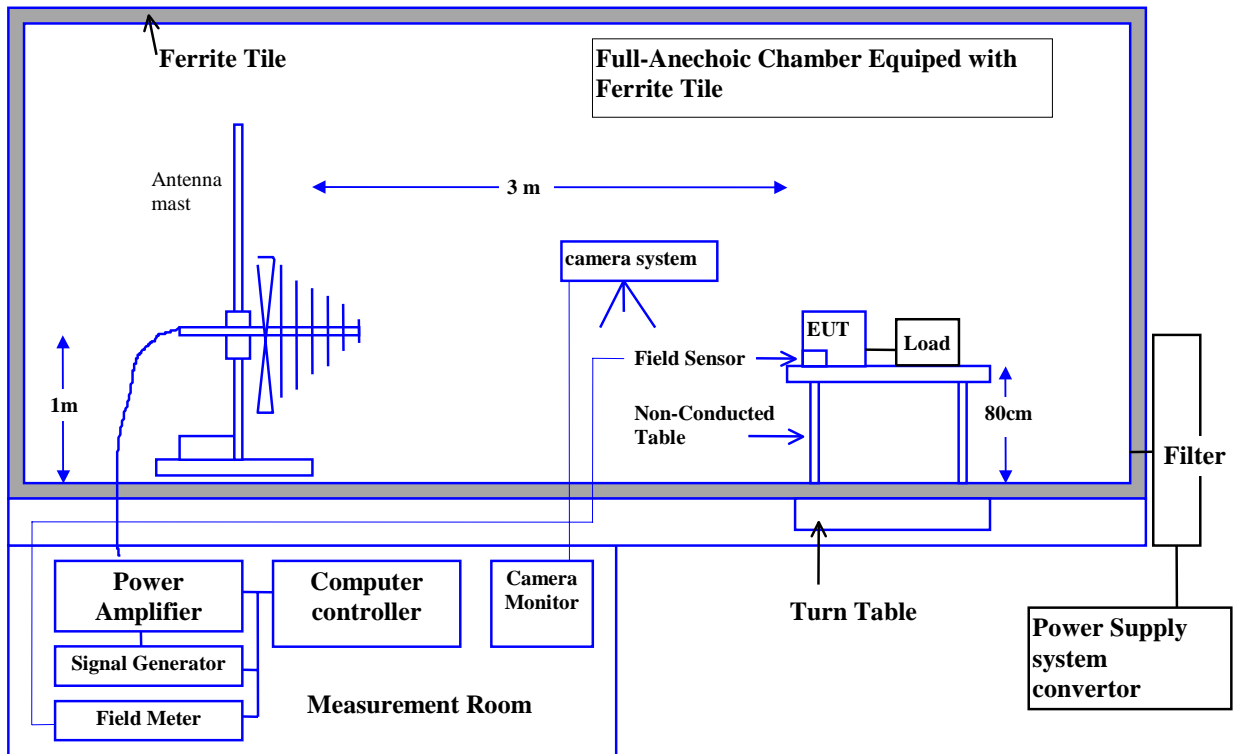 Ferrite Tile
Full-Anechoic Chamber Equiped with
Ferrite Tile
Antenna
mast
3 m
camera system
EUT
Load
Field Sensor
1m
Non-Conducted
Table
80cm
Filter
Power
Amplifier
Computer
controller
Camera
Monitor
Turn Table
Signal Generator
Power Supply
system
convertor
Field Meter
Measurement Room